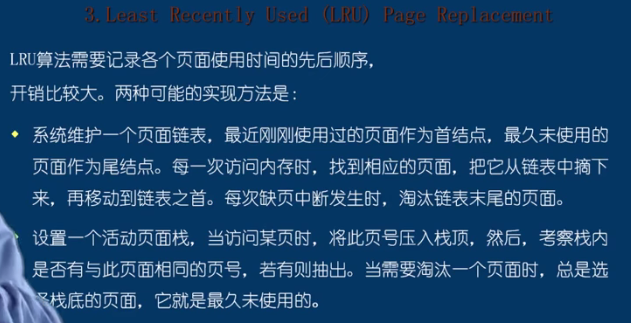 3.Least Recently Used (LRU) Page Replacement
LRU算法需要记录各个页面使用时间的先后顺序，
开销比较大。两种可能的实现方法是：
系统维护一个页面链表，最近刚刚使用过的页面作为首结点，最久未使用的
页面作为尾结点。每一次访问内存时，找到相应的页面，把它从链表中摘下
来，再移动到链表之首。每次缺页中断发生时，淘汰链表末尾的页面。
设置一个活动页面栈，当访问某页时，将此页号压入栈顶，然后，考察栈内
是否有与此页面相同的页号，若有则抽出。当需要淘汰一个页面时，总是选
择栈底的页面，它就是最久未使用的。